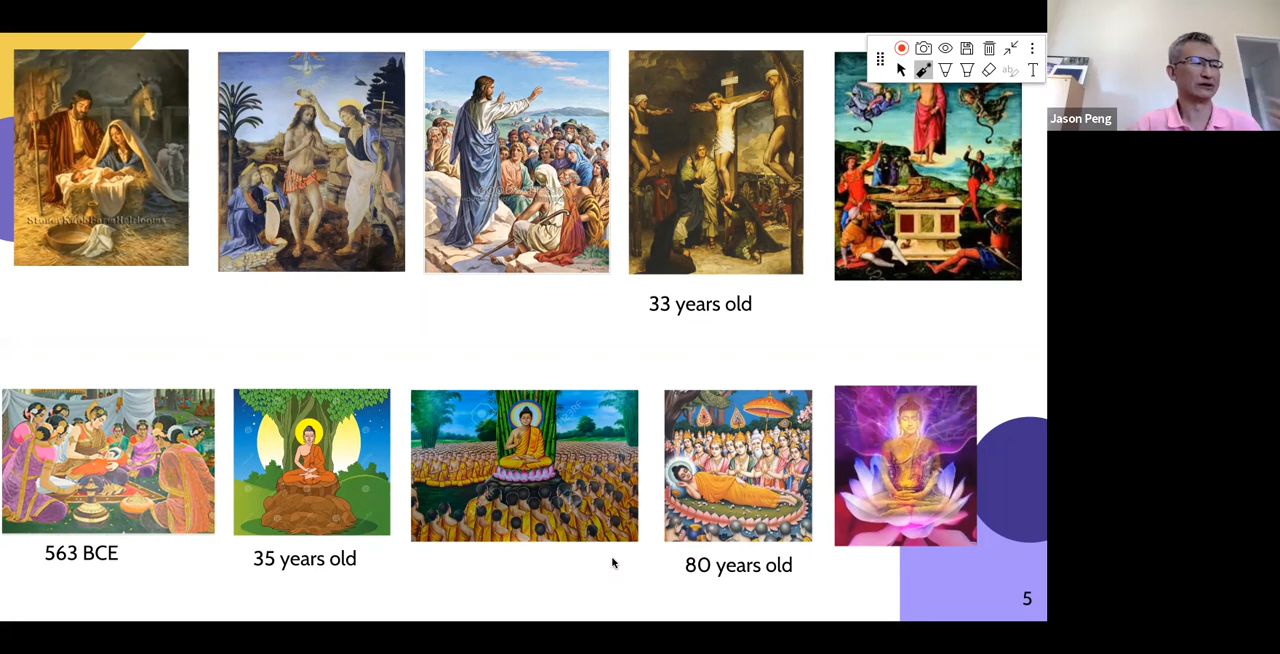 Jason Peng
33 years old
563 BCE
35 years old
80 years old
5